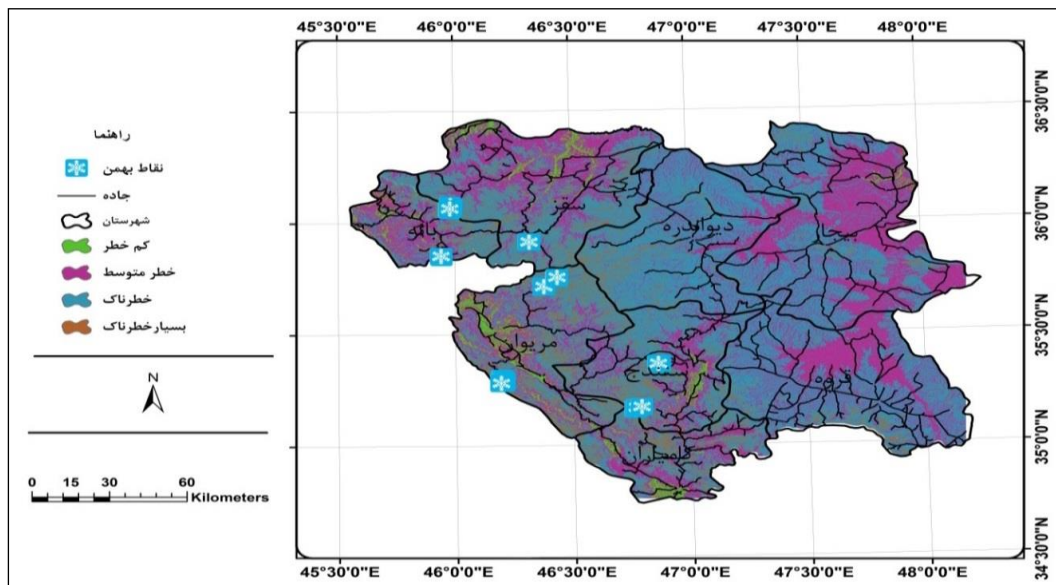 45°30'0"E 46°0'0"E 46°30'0"E 47°0'0"E 47°30'0"E 48°0'0"E
راهنما
نقاط بهمن
جاده
شهرستان
کم خطر
خطر متوسط
خطرناک
بسیارخطرناک
N
0 15 30 60
Kilometers
سقز
بانه
دیواندره
بیجار
مریوان
سنندج
قروه
کامیاران
36°30'0"N
36°0'0"N
35°30'0"N
35°0'0"N
34°30'0"N
45°30'0"E 46°0'0"E 46°30'0"E 47°0'0"E 47°30'0"E 48°0'0"E